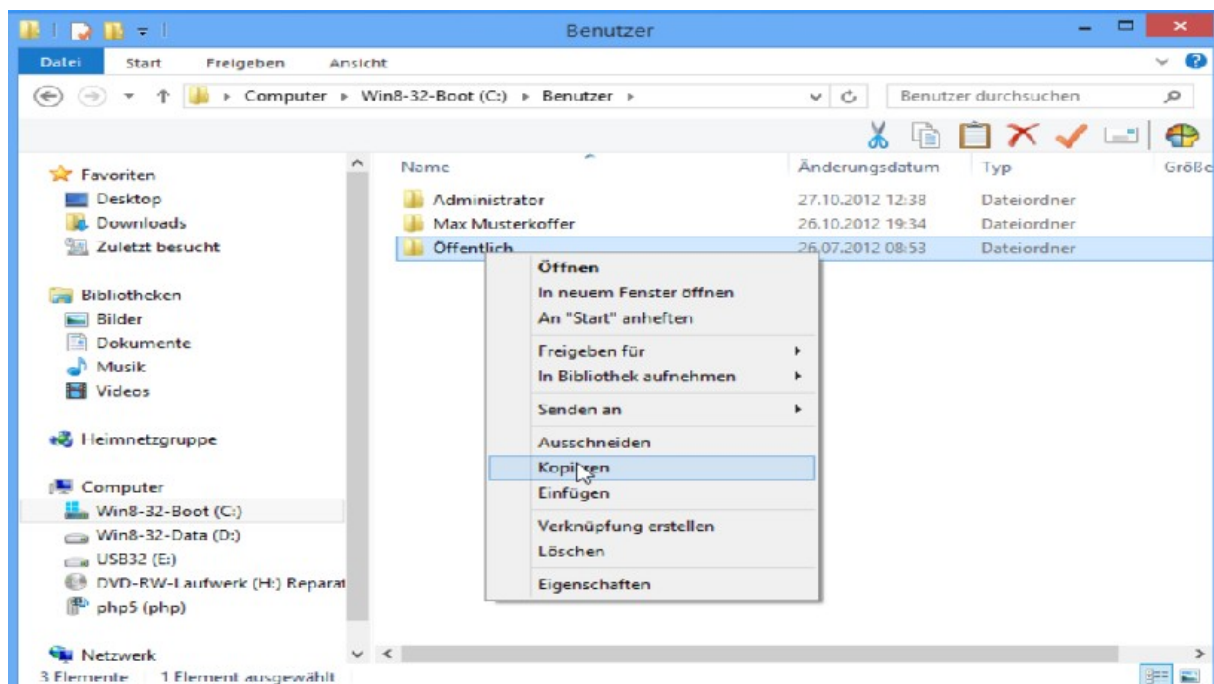 Benutzer
Datei Start Freigeben Ansicht
Computer Win8-32-Boot (C:) Benutzer Benutzer durchsuchen
Name Änderungsdatum Typ Größe
Favoriten
Desktop
Downloads
Zuletzt besucht
Bibliotheken
Bilder
Dokumente
Musik
Videos
Heimnetzgruppe
Computer
Win8-32-Boot (C:)
Win8-32-Data (D:)
USB32 (E:)
DVD-RW-Laufwerk (H:) Reparat
php5 (php)
Netzwerk
Administrator 27.10.2012 12:38 Dateiordner
Max Musterkoffer 26.10.2012 19:34 Dateiordner
Öffentlich 26.07.2012 08:53 Dateiordner
Öffnen
In neuem Fenster öffnen
An "Start" anheften
Freigeben für
In Bibliothek aufnehmen
Senden an
Ausschneiden
Kopieren
Einfügen
Verknüpfung erstellen
Löschen
Eigenschaften
3 Elemente 1 Element ausgewählt